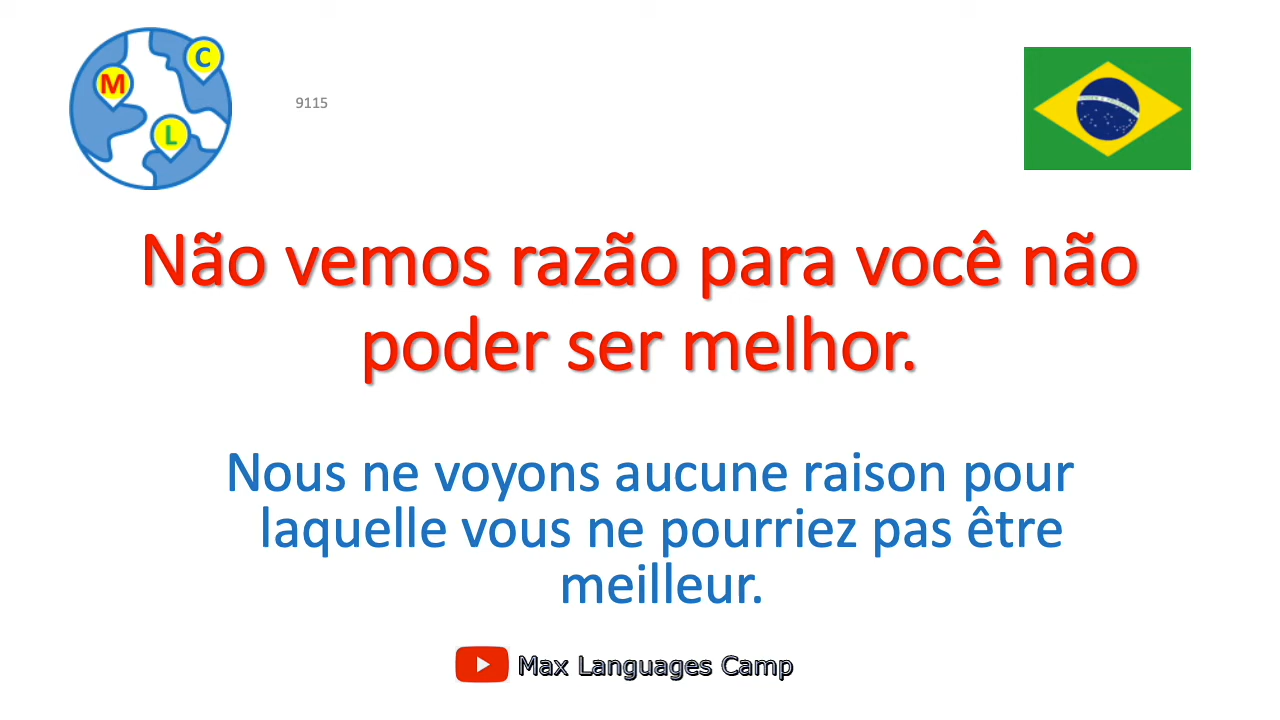 C
M
L
9115
Não vemos razão para você não
poder ser melhor.
Nous ne voyons aucune raison pour
laquelle vous ne pourriez pas être
meilleur.
Max Languages Camp